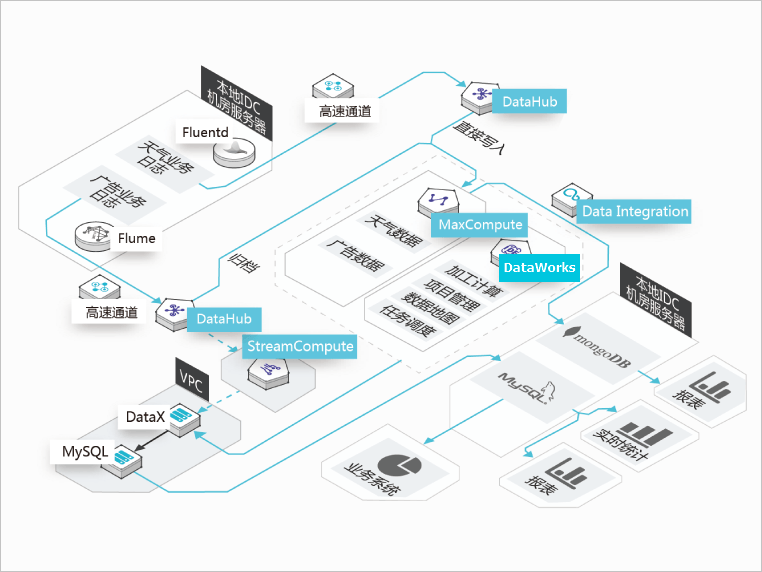 本地IDC
机房服务器
Fluentd
天气业务
日志
广告业务
日志
Flume
高速通道
高速通道
DataHub
直接写入
归档
DataHub
StreamCompute
VPC
DataX
MySQL
天气数据
广告数据
MaxCompute
DataWorks
加工计算
项目管理
数据地图
任务调度
Data Integration
本地IDC
机房服务器
mongoDB
MySQL
报表
实时统计
报表
业务系统